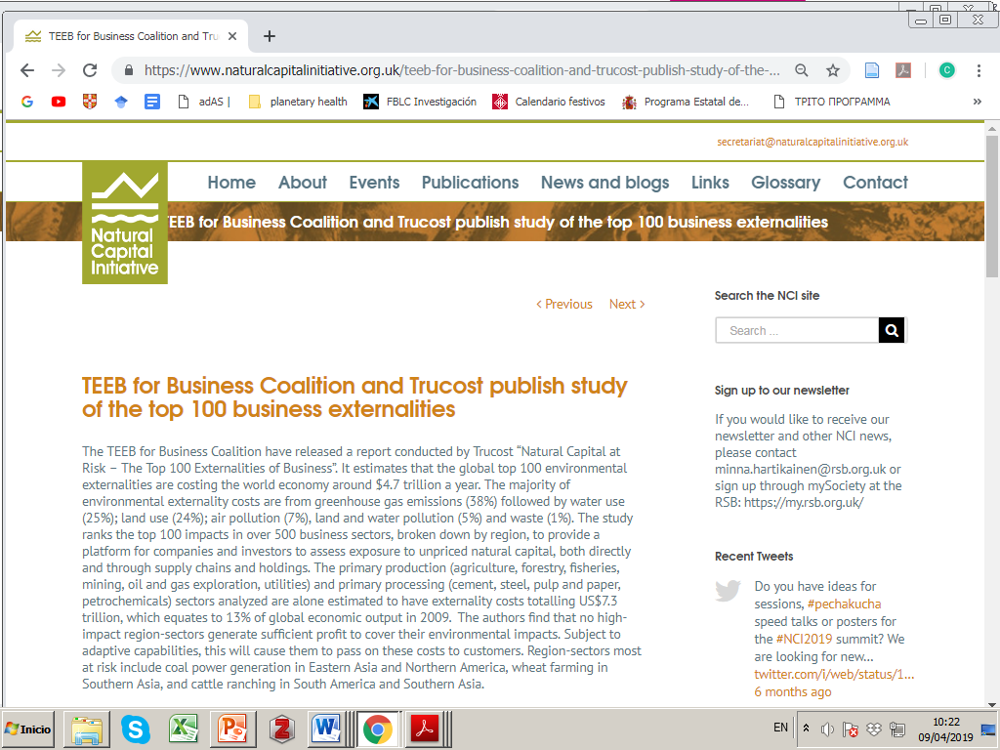 TEEB for Business Coalition and Tru
https://www.naturalcapitalinitiative.org.uk/teeb-for-business-coalition-and-trucost-publish-study-of-the-...
C
adAS |
planetary health
FBLC Investigación
Calendario festivos
Programa Estatal de...
ΤΡΙΤΟ ΠΡΟΓΡΑΜΜΑ
»
secretariat@naturalcapitalinitiative.org.uk
Home About Events Publications News and blogs Links Glossary Contact
TEEB for Business Coalition and Trucost publish study of the top 100 business externalities
Natural
Capital
Initiative
< Previous Next >
TEEB for Business Coalition and Trucost publish study
of the top 100 business externalities
The TEEB for Business Coalition have released a report conducted by Trucost “Natural Capital at
Risk – The Top 100 Externalities of Business”. It estimates that the global top 100 environmental
externalities are costing the world economy around $4.7 trillion a year. The majority of
environmental externality costs are from greenhouse gas emissions (38%) followed by water use
(25%); land use (24%); air pollution (7%), land and water pollution (5%) and waste (1%). The study
ranks the top 100 impacts in over 500 business sectors, broken down by region, to provide a
platform for companies and investors to assess exposure to unpriced natural capital, both directly
and through supply chains and holdings. The primary production (agriculture, forestry, fisheries,
mining, oil and gas exploration, utilities) and primary processing (cement, steel, pulp and paper,
petrochemicals) sectors analyzed are alone estimated to have externality costs totalling US$7.3
trillion, which equates to 13% of global economic output in 2009. The authors find that no high-
impact region-sectors generate sufficient profit to cover their environmental impacts. Subject to
adaptive capabilities, this will cause them to pass on these costs to customers. Region-sectors most
at risk include coal power generation in Eastern Asia and Northern America, wheat farming in
Southern Asia, and cattle ranching in South America and Southern Asia.
Search the NCI site
Search ...
Sign up to our newsletter
If you would like to receive our
newsletter and other NCI news,
please contact
minna.hartikainen@rsb.org.uk or
sign up through mySociety at the
RSB: https://my.rsb.org.uk/
Recent Tweets
Do you have ideas for
sessions, #pechakucha
speed talks or posters for
the #NCI2019 summit? We
are looking for new...
twitter.com/i/web/status/1...
6 months ago
Inicio
EN
10:22
09/04/2019